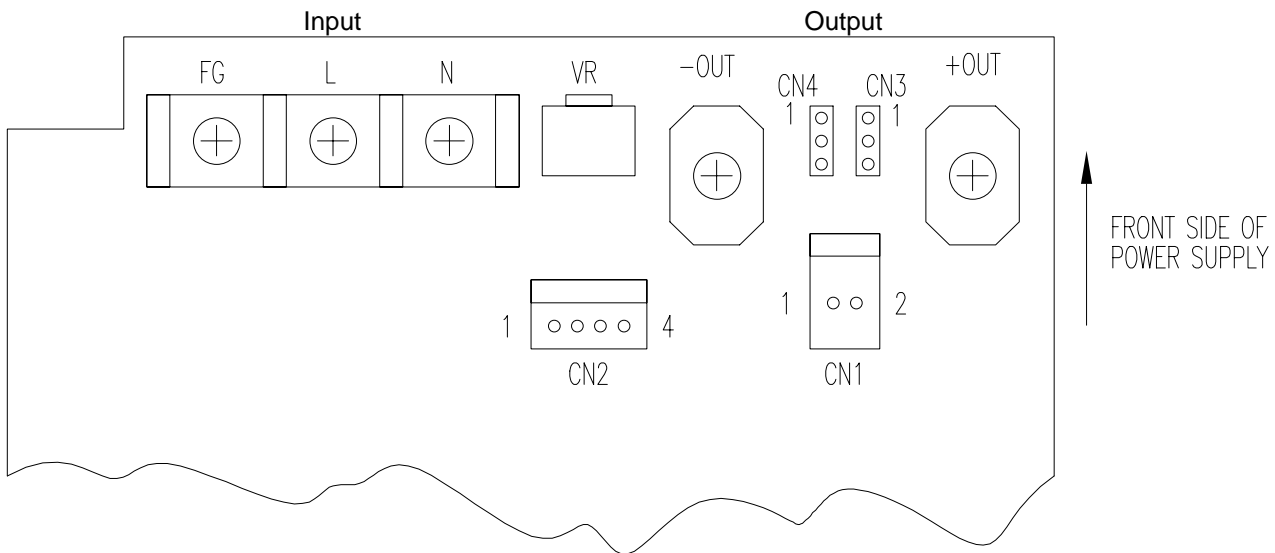 Input
Output
FG
L
N
VR
-OUT
CN4
CN3
+OUT
1
1
FRONT SIDE OF
POWER SUPPLY
1
4
CN2
1
2
CN1